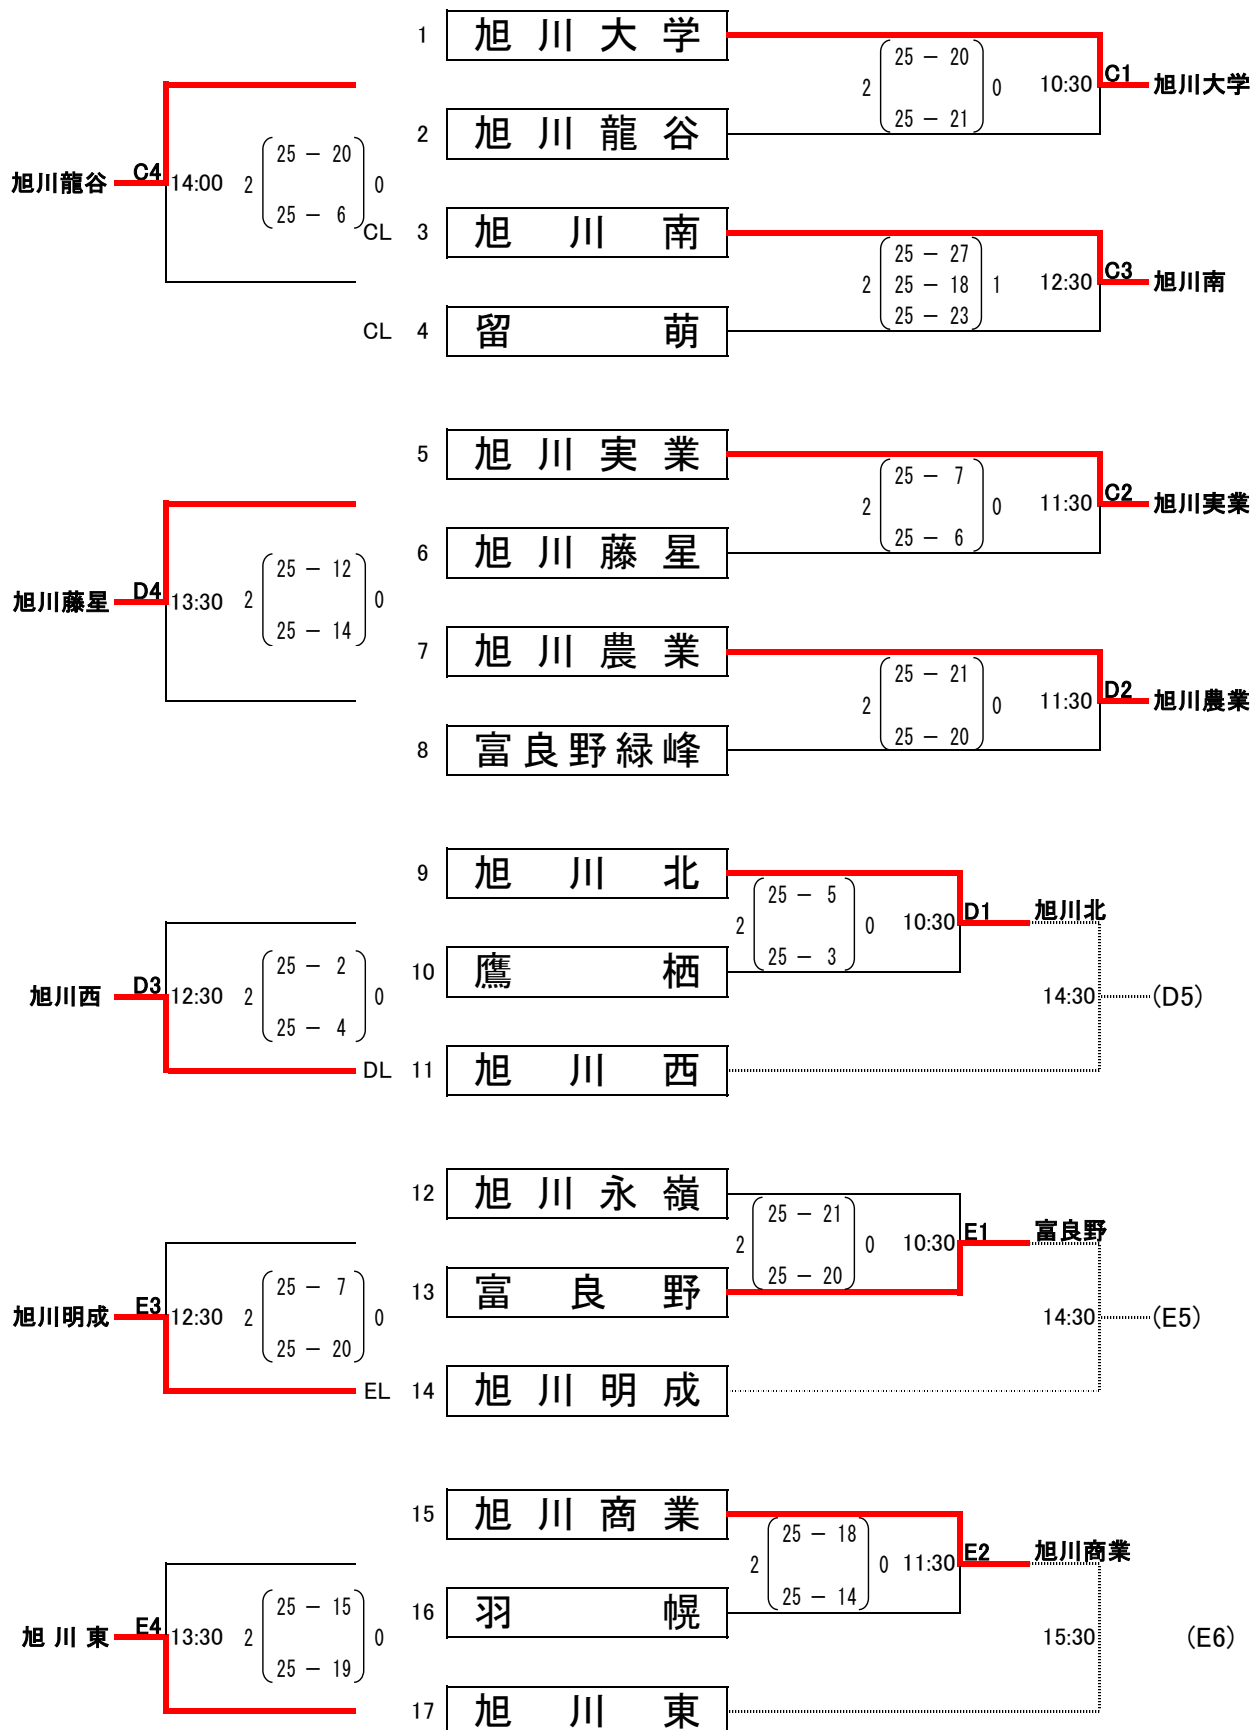 1 旭川大学
25 － 20
2 0 10:30 C1 旭川大学
25 － 21
2 旭川龍谷
25 － 20
旭川龍谷 C4 14:00 2 0
25 － 6
CL 3 旭川南
25 － 27
2 25 － 18 1 12:30 C3 旭川南
25 － 23
CL 4 留萌
5 旭川実業
25 － 7
2 0 11:30 C2 旭川実業
25 － 6
6 旭川藤星
25 － 12
旭川藤星 D4 13:30 2 0
25 － 14
7 旭川農業
25 － 21
2 0 11:30 D2 旭川農業
25 － 20
8 富良野緑峰
9 旭川北
25 － 5
2 0 10:30 D1 旭川北
25 － 3
10 鷹栖
25 － 2
旭川西 D3 12:30 2 0
25 － 4
14:30 (D5)
DL 11 旭川西
12 旭川永嶺
25 － 21
2 0 10:30 E1 富良野
25 － 20
13 富良野
25 － 7
旭川明成 E3 12:30 2 0
25 － 20
14:30 (E5)
EL 14 旭川明成
15 旭川商業
25 － 18
2 0 11:30 E2 旭川商業
25 － 14
16 羽幌
25 － 15
旭川東 E4 13:30 2 0
25 － 19
15:30 (E6)
17 旭川東